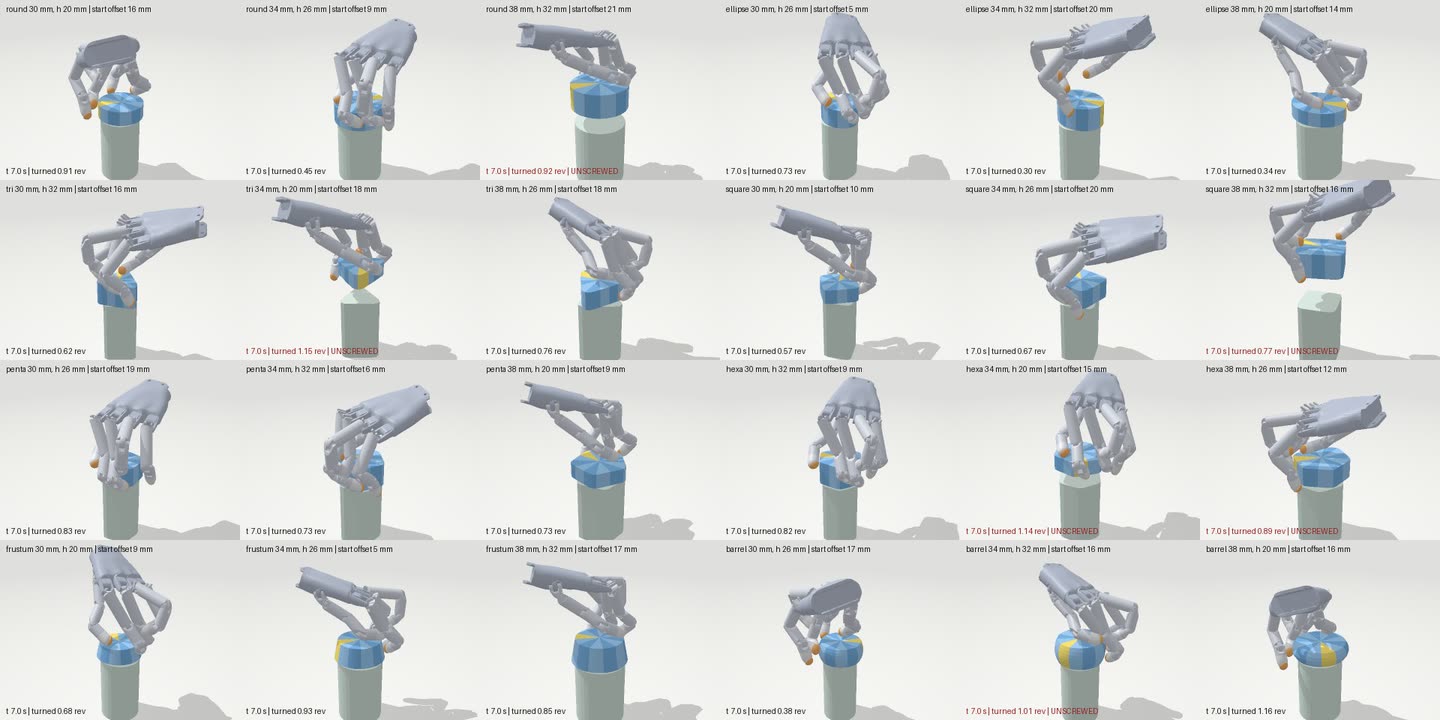 round 30 mm, h 20 mm | start offset 16 mm
round 34 mm, h 26 mm | start offset 9 mm
round 38 mm, h 32 mm | start offset 21 mm
ellipse 30 mm, h 26 mm | start offset 5 mm
ellipse 34 mm, h 32 mm | start offset 20 mm
ellipse 38 mm, h 20 mm | start offset 14 mm
t 7.0 s | turned 0.91 rev
t 7.0 s | turned 0.45 rev
t 7.0 s | turned 0.92 rev | UNSCREWED
t 7.0 s | turned 0.73 rev
t 7.0 s | turned 0.30 rev
t 7.0 s | turned 0.34 rev
tri 30 mm, h 32 mm | start offset 16 mm
tri 34 mm, h 20 mm | start offset 18 mm
tri 38 mm, h 26 mm | start offset 18 mm
square 30 mm, h 20 mm | start offset 10 mm
square 34 mm, h 26 mm | start offset 20 mm
square 38 mm, h 32 mm | start offset 16 mm
t 7.0 s | turned 0.62 rev
t 7.0 s | turned 1.15 rev | UNSCREWED
t 7.0 s | turned 0.76 rev
t 7.0 s | turned 0.57 rev
t 7.0 s | turned 0.67 rev
t 7.0 s | turned 0.77 rev | UNSCREWED
penta 30 mm, h 26 mm | start offset 19 mm
penta 34 mm, h 32 mm | start offset 6 mm
penta 38 mm, h 20 mm | start offset 9 mm
hexa 30 mm, h 32 mm | start offset 9 mm
hexa 34 mm, h 20 mm | start offset 15 mm
hexa 38 mm, h 26 mm | start offset 12 mm
t 7.0 s | turned 0.83 rev
t 7.0 s | turned 0.73 rev
t 7.0 s | turned 0.73 rev
t 7.0 s | turned 0.82 rev
t 7.0 s | turned 1.14 rev | UNSCREWED
t 7.0 s | turned 0.89 rev | UNSCREWED
frustum 30 mm, h 20 mm | start offset 9 mm
frustum 34 mm, h 26 mm | start offset 5 mm
frustum 38 mm, h 32 mm | start offset 17 mm
barrel 30 mm, h 26 mm | start offset 17 mm
barrel 34 mm, h 32 mm | start offset 16 mm
barrel 38 mm, h 20 mm | start offset 16 mm
t 7.0 s | turned 0.68 rev
t 7.0 s | turned 0.93 rev
t 7.0 s | turned 0.85 rev
t 7.0 s | turned 0.38 rev
t 7.0 s | turned 1.01 rev | UNSCREWED
t 7.0 s | turned 1.16 rev